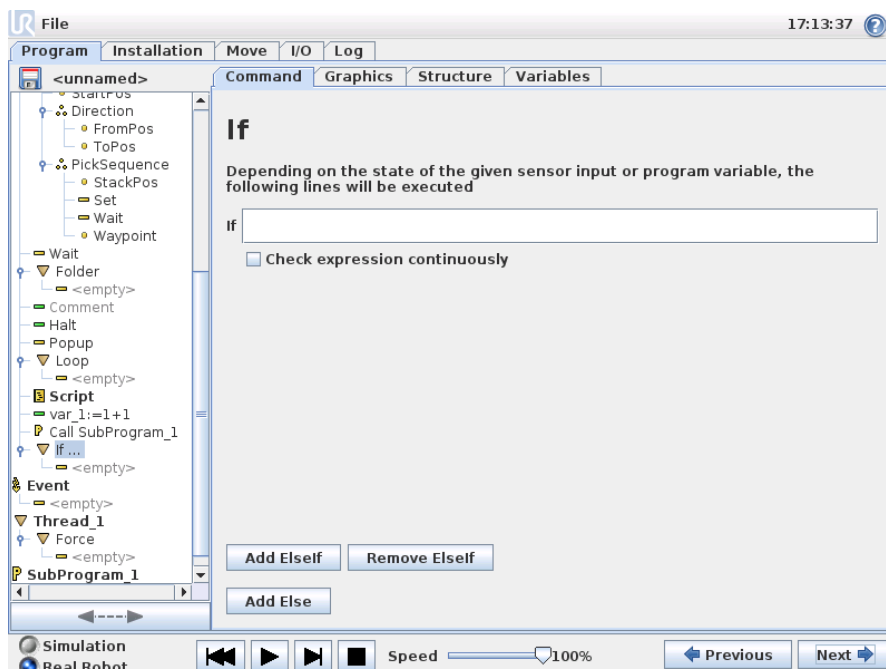 UR File 17:13:37 ?
Program Installation Move I/O Log
<unnamed>
Command Graphics Structure Variables
StartPos
Direction
FromPos
ToPos
PickSequence
StackPos
Set
Wait
Waypoint
Wait
Folder
<empty>
Comment
Halt
Popup
Loop
<empty>
Script
var_1:=1+1
P Call SubProgram_1
If ...
<empty>
Event
<empty>
Thread_1
Force
<empty>
P SubProgram_1
If
Depending on the state of the given sensor input or program variable, the
following lines will be executed
If
Check expression continuously
Add ElseIf Remove ElseIf
Add Else
Simulation
Real Robot
Speed 100%
Previous Next